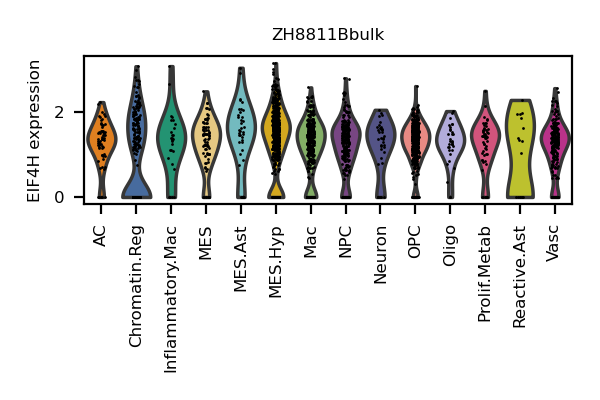 ZH8811Bbulk
EIF4H expression
2
0
AC
Chromatin.Reg
Inflammatory.Mac
MES
MES.Ast
MES.Hyp
Mac
NPC
Neuron
OPC
Oligo
Prolif.Metab
Reactive.Ast
Vasc